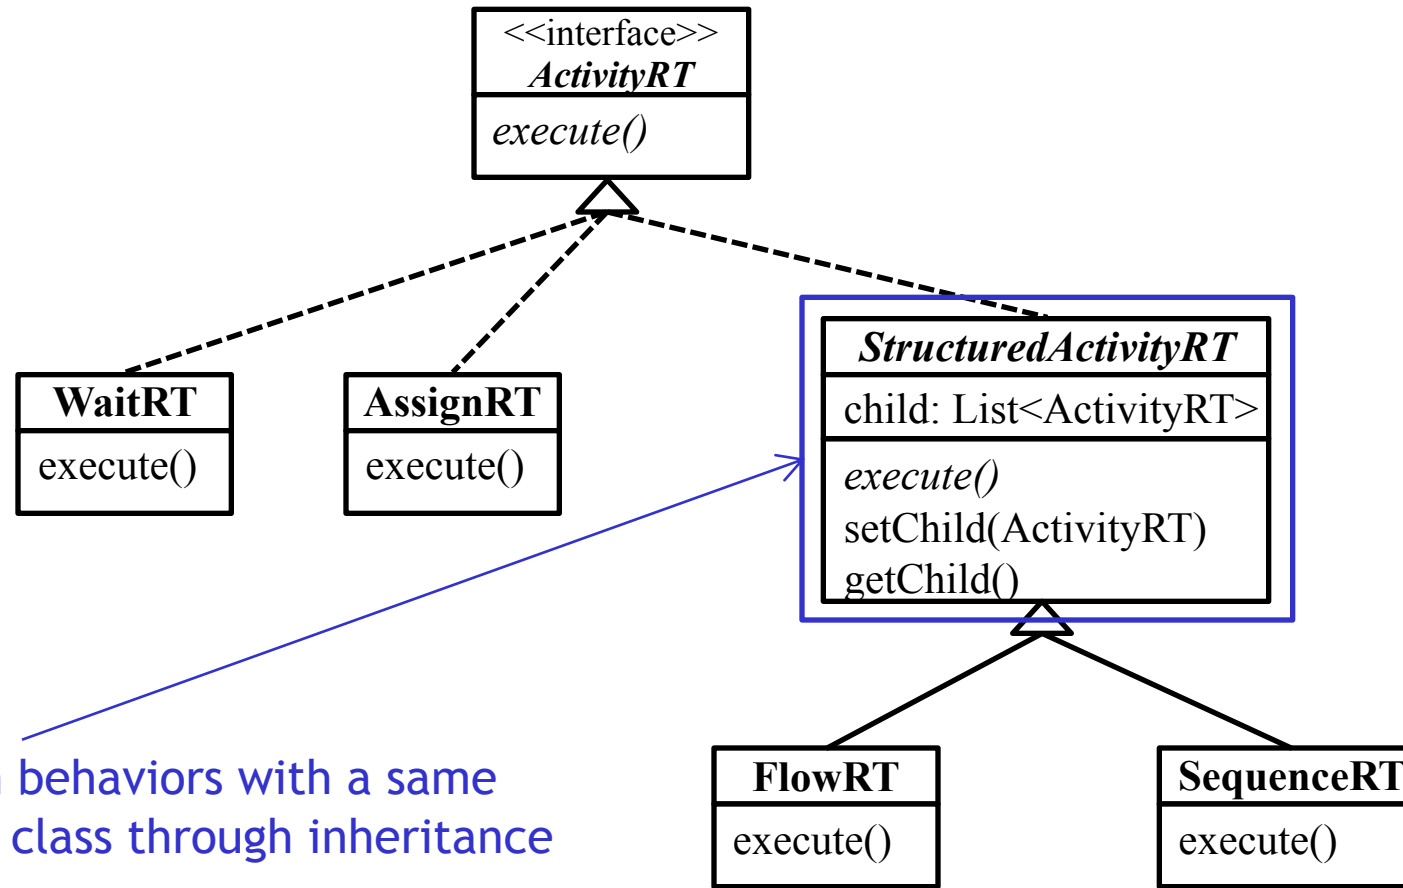 <<interface>>
ActivityRT
execute()
WaitRT
execute()
AssignRT
execute()
StructuredActivityRT
child: List<ActivityRT>
execute()
setChild(ActivityRT)
getChild()
behaviors with a same
class through inheritance
FlowRT
execute()
SequenceRT
execute()